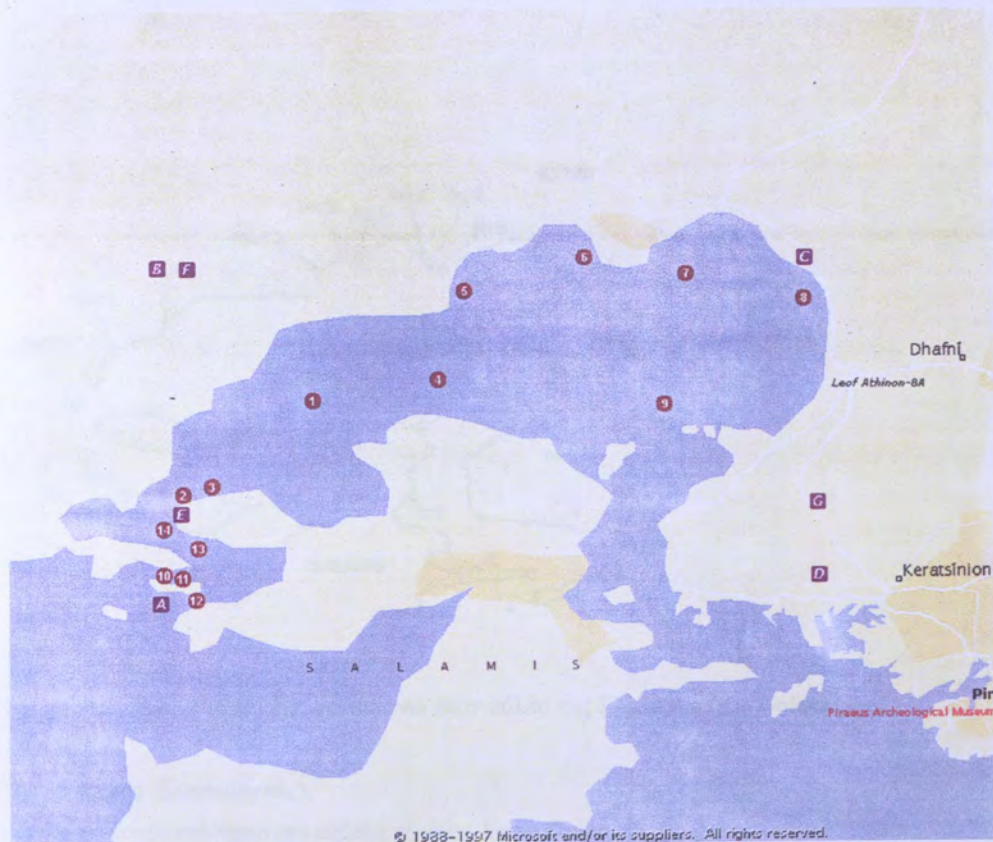 6
C
B F
7
5
8
Dhafni
4
Leof Athinon-8A
1
9
3
2
G
E
14
13
10 11
D
Keratsinion
12
A
S A L A M I S
Pir
Piraeus Archeological Museum
© 1988-1997 Microsoft and/or its suppliers. All rights reserved.